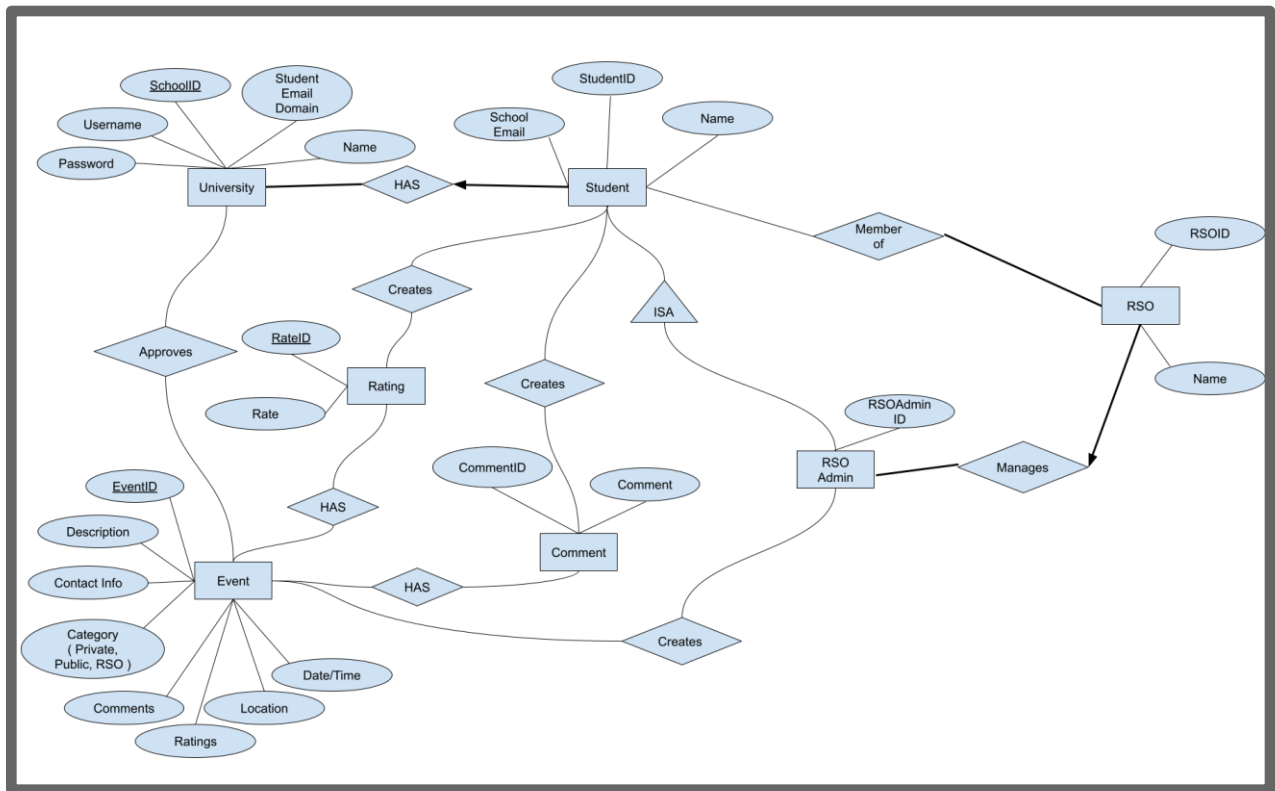 SchoolID
Student
Email
Domain
StudentID
Username
School
Email
Name
Password
Name
University
HAS
Student
Member
of
RSOID
Creates
ISA
RSO
RateID
Approves
Creates
Rating
Name
Rate
RSOAdmin
ID
CommentID
RSO
Admin
Manages
EventID
Comment
HAS
Description
Comment
Event
Contact Info
HAS
Category
( Private,
Public, RSO )
Creates
Date/Time
Comments
Location
Ratings